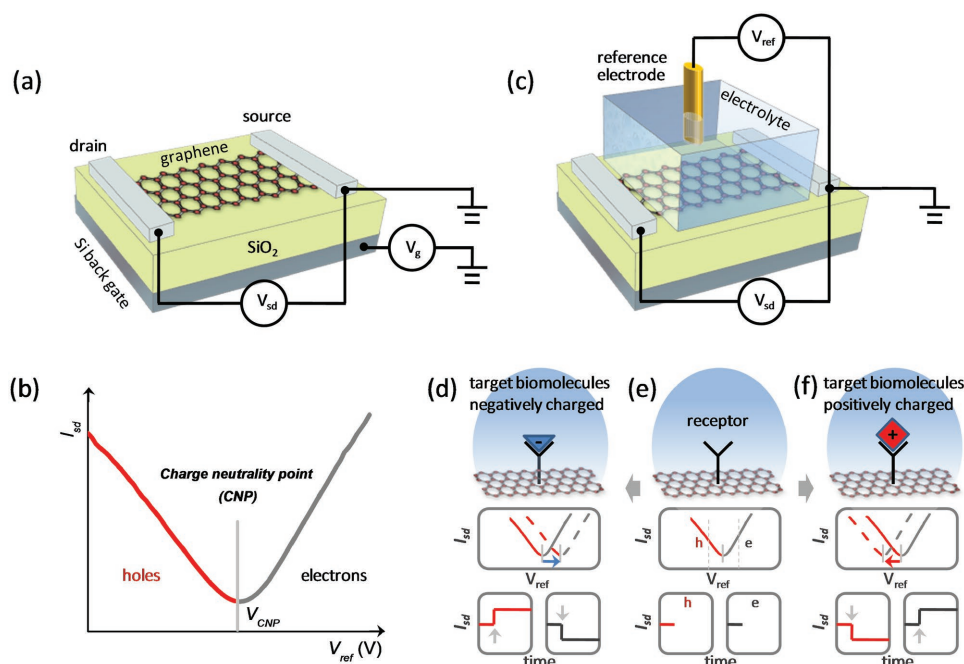 (a)
source
drain
graphene
SiO2
Si back gate
Vg
Vsd
(c)
Vref
reference
electrode
electrolyte
Vsd
(b)
Isd
Charge neutrality point
(CNP)
holes
electrons
VCNP
Vref (V)
(d)
target biomolecules
negatively charged
-
Isd
Vref
Isd
time
(e)
receptor
h
e
Isd
Vref
h
e
Isd
time
(f)
target biomolecules
positively charged
+
Isd
Vref
Isd
time